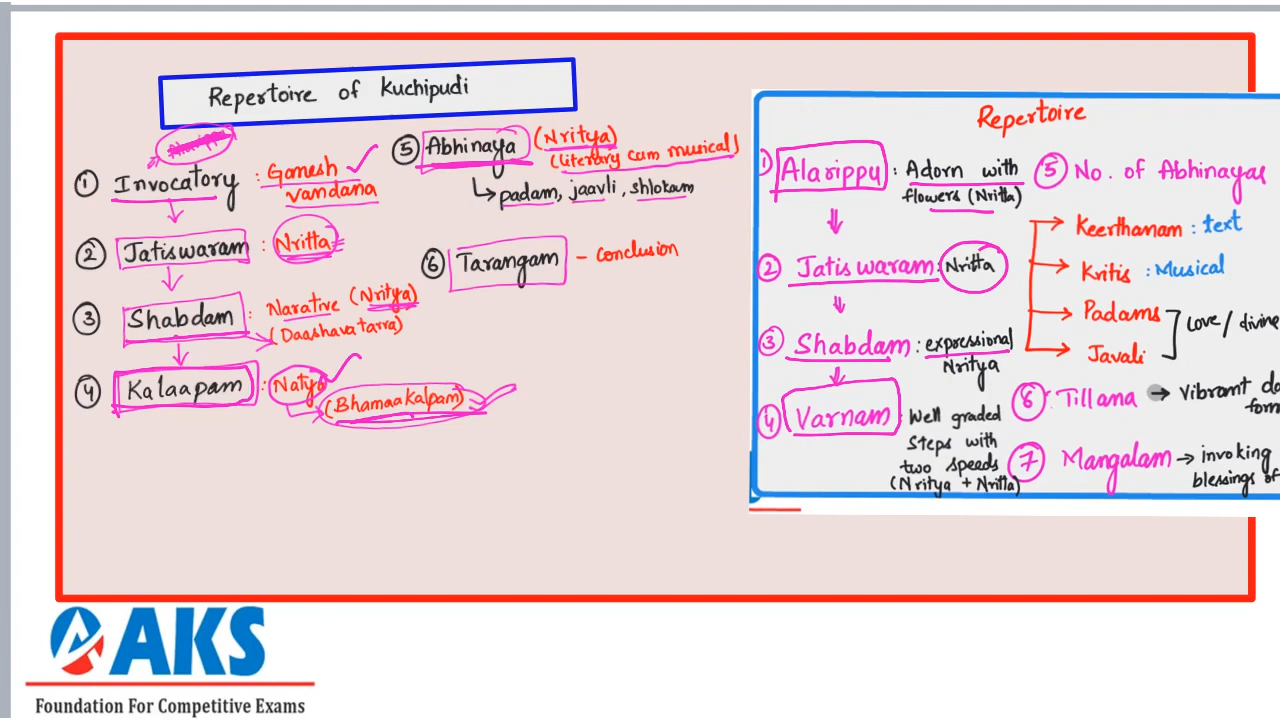 Repertoire of Kuchipudi
① Invocatory : Ganesh vandana
② Jatiswaram : Nritta
③ Shabdam : Narative (Nritya)
(Daashavatarra)
④ Kalaapam : Natya
(Bhamaakalpam)
⑤ Abhinaya (Nritya)
(literary cum musical)
↳ padam, jaavli, shlokam
⑥ Tarangam - Conclusion
Repertoire
① Alarippu : Adorn with
flowers (Nritta)
② Jatiswaram : Nritta
③ Shabdam : expressional
Nritya
④ Varnam : Well graded
Steps with
two speeds
(Nritya + Nritta)
⑤ No. of Abhinayas
→ Keerthanam : text
→ Kritis : Musical
→ Padams
→ Javali
love / divine
⑥ : Tillana → Vibrant
⑦ Mangalam → invoking
blessings of
AKS
Foundation For Competitive Exams